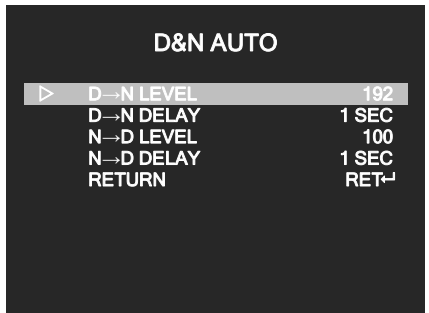 D&N AUTO
D→N LEVEL 192
D→N DELAY 1 SEC
N→D LEVEL 100
N→D DELAY 1 SEC
RETURN RET↵